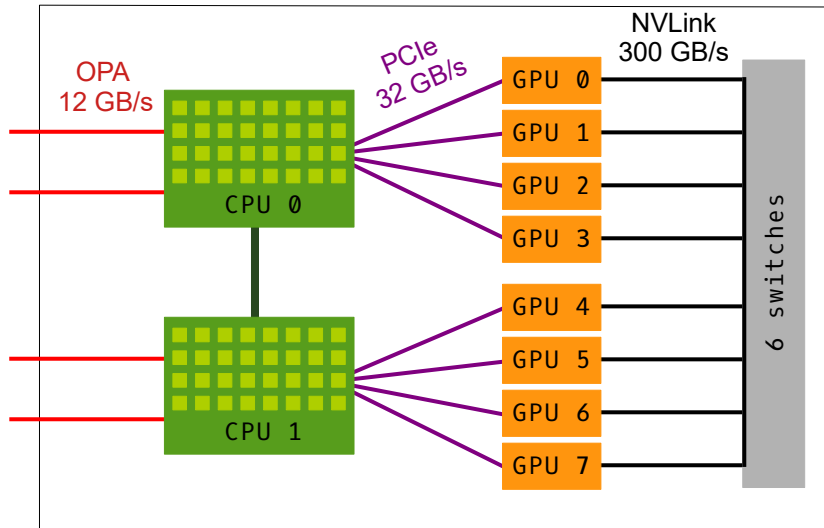 OPA
12 GB/s
PCIe
32 GB/s
NVLink
300 GB/s
CPU 0
GPU 0
GPU 1
GPU 2
GPU 3
CPU 1
GPU 4
GPU 5
GPU 6
GPU 7
6 switches